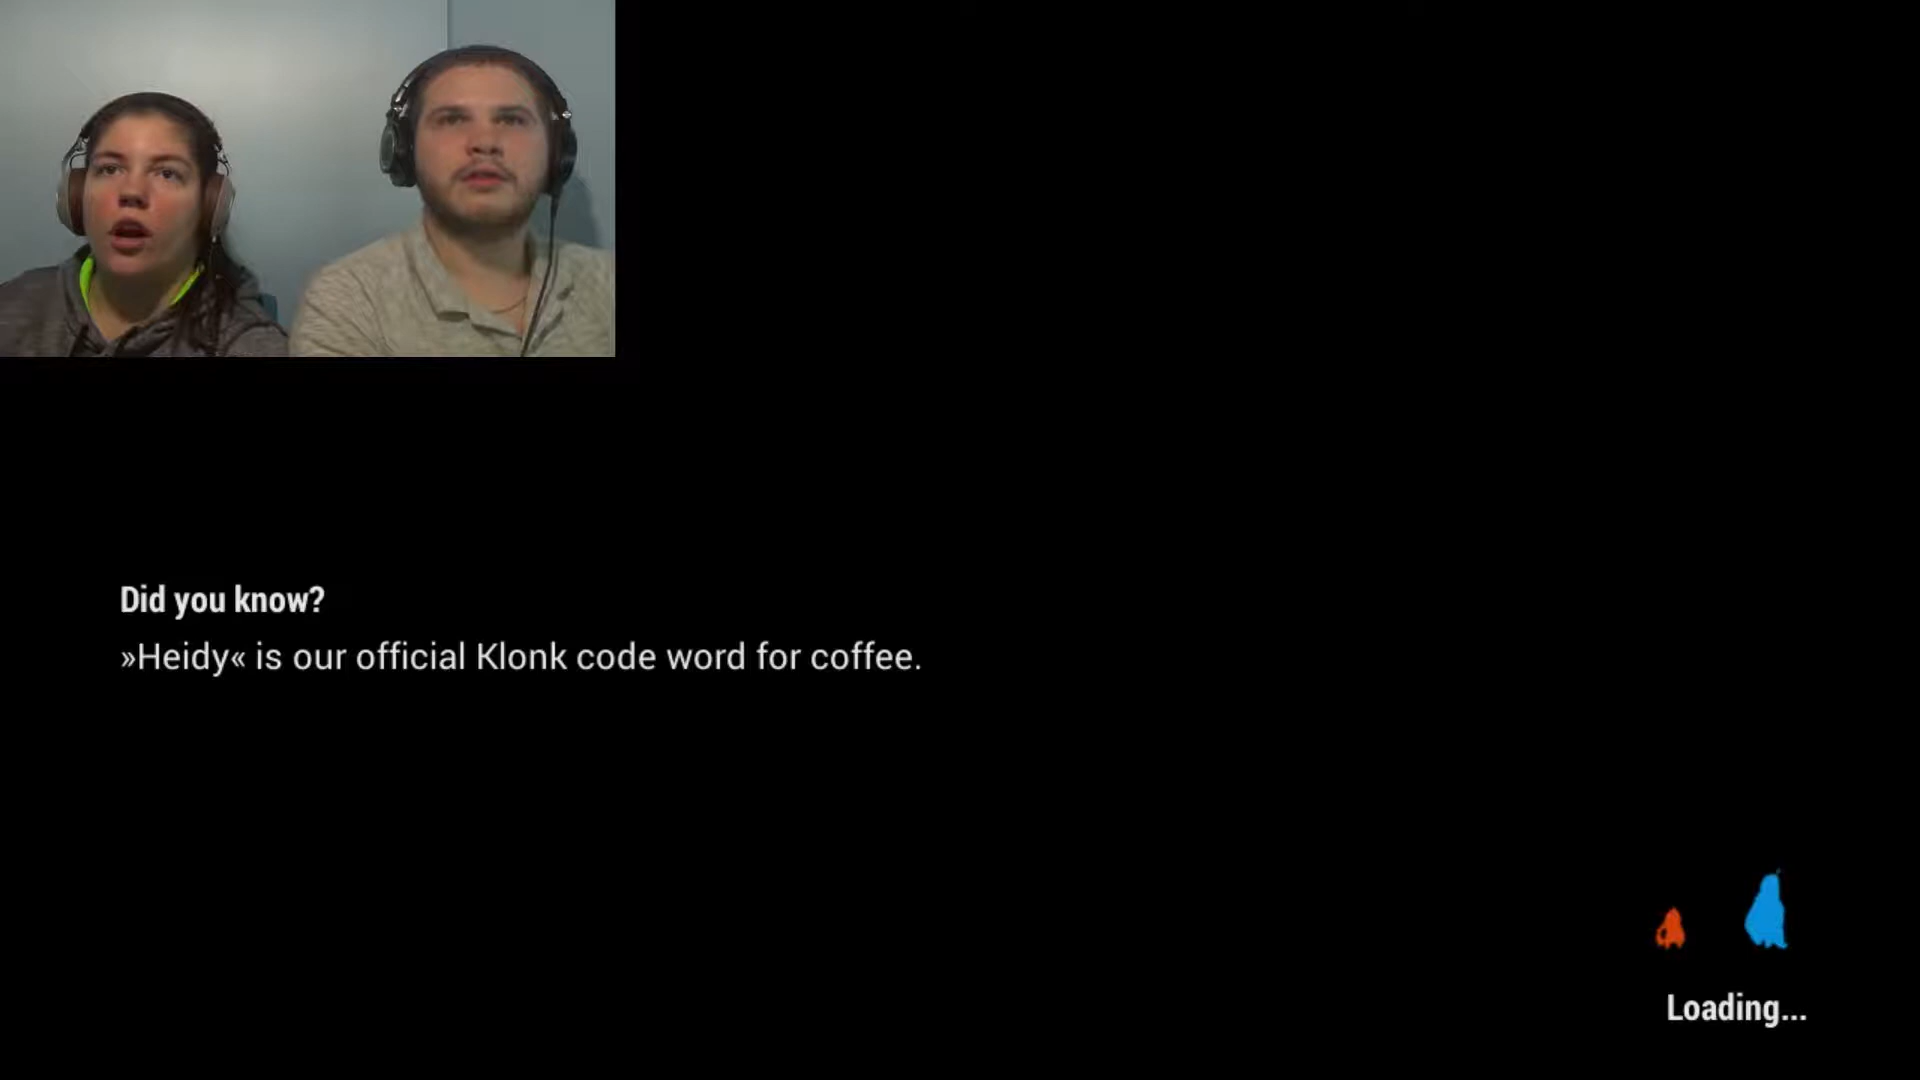 Did you know?
»Heidy« is our official Klonk code word for coffee.
Loading...